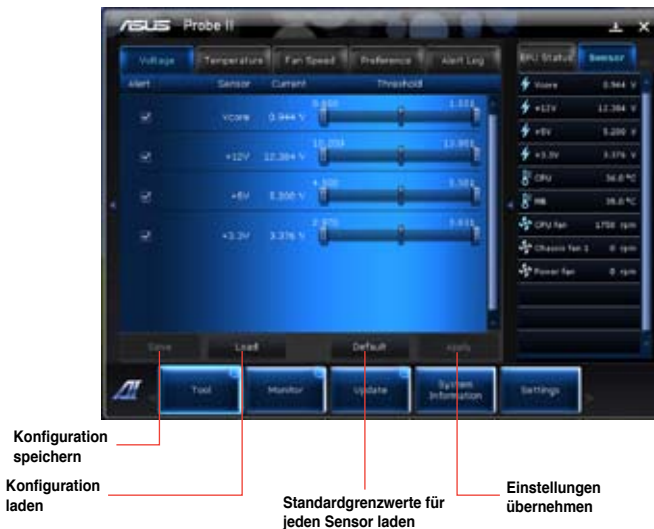 ASUS Probe II
Voltage Temperature Fan Speed Preference Alert Log
EPU Status Sensor
Alert Sensor Current Threshold
Vcore 0.944 V
+12V 12.384 V
+5V 5.200 V
+3.3V 3.376 V
Vcore 0.944 V
+12V 12.384 V
+5V 5.200 V
+3.3V 3.376 V
CPU
MB
CPU fan rpm
Chassis fan 1 0 rpm
Power fan 0 rpm
Save Load Default Apply
Tool Monitor Update System Information Settings
Konfiguration
speichern
Konfiguration
laden
Standardgrenzwerte für
jeden Sensor laden
Einstellungen
übernehmen